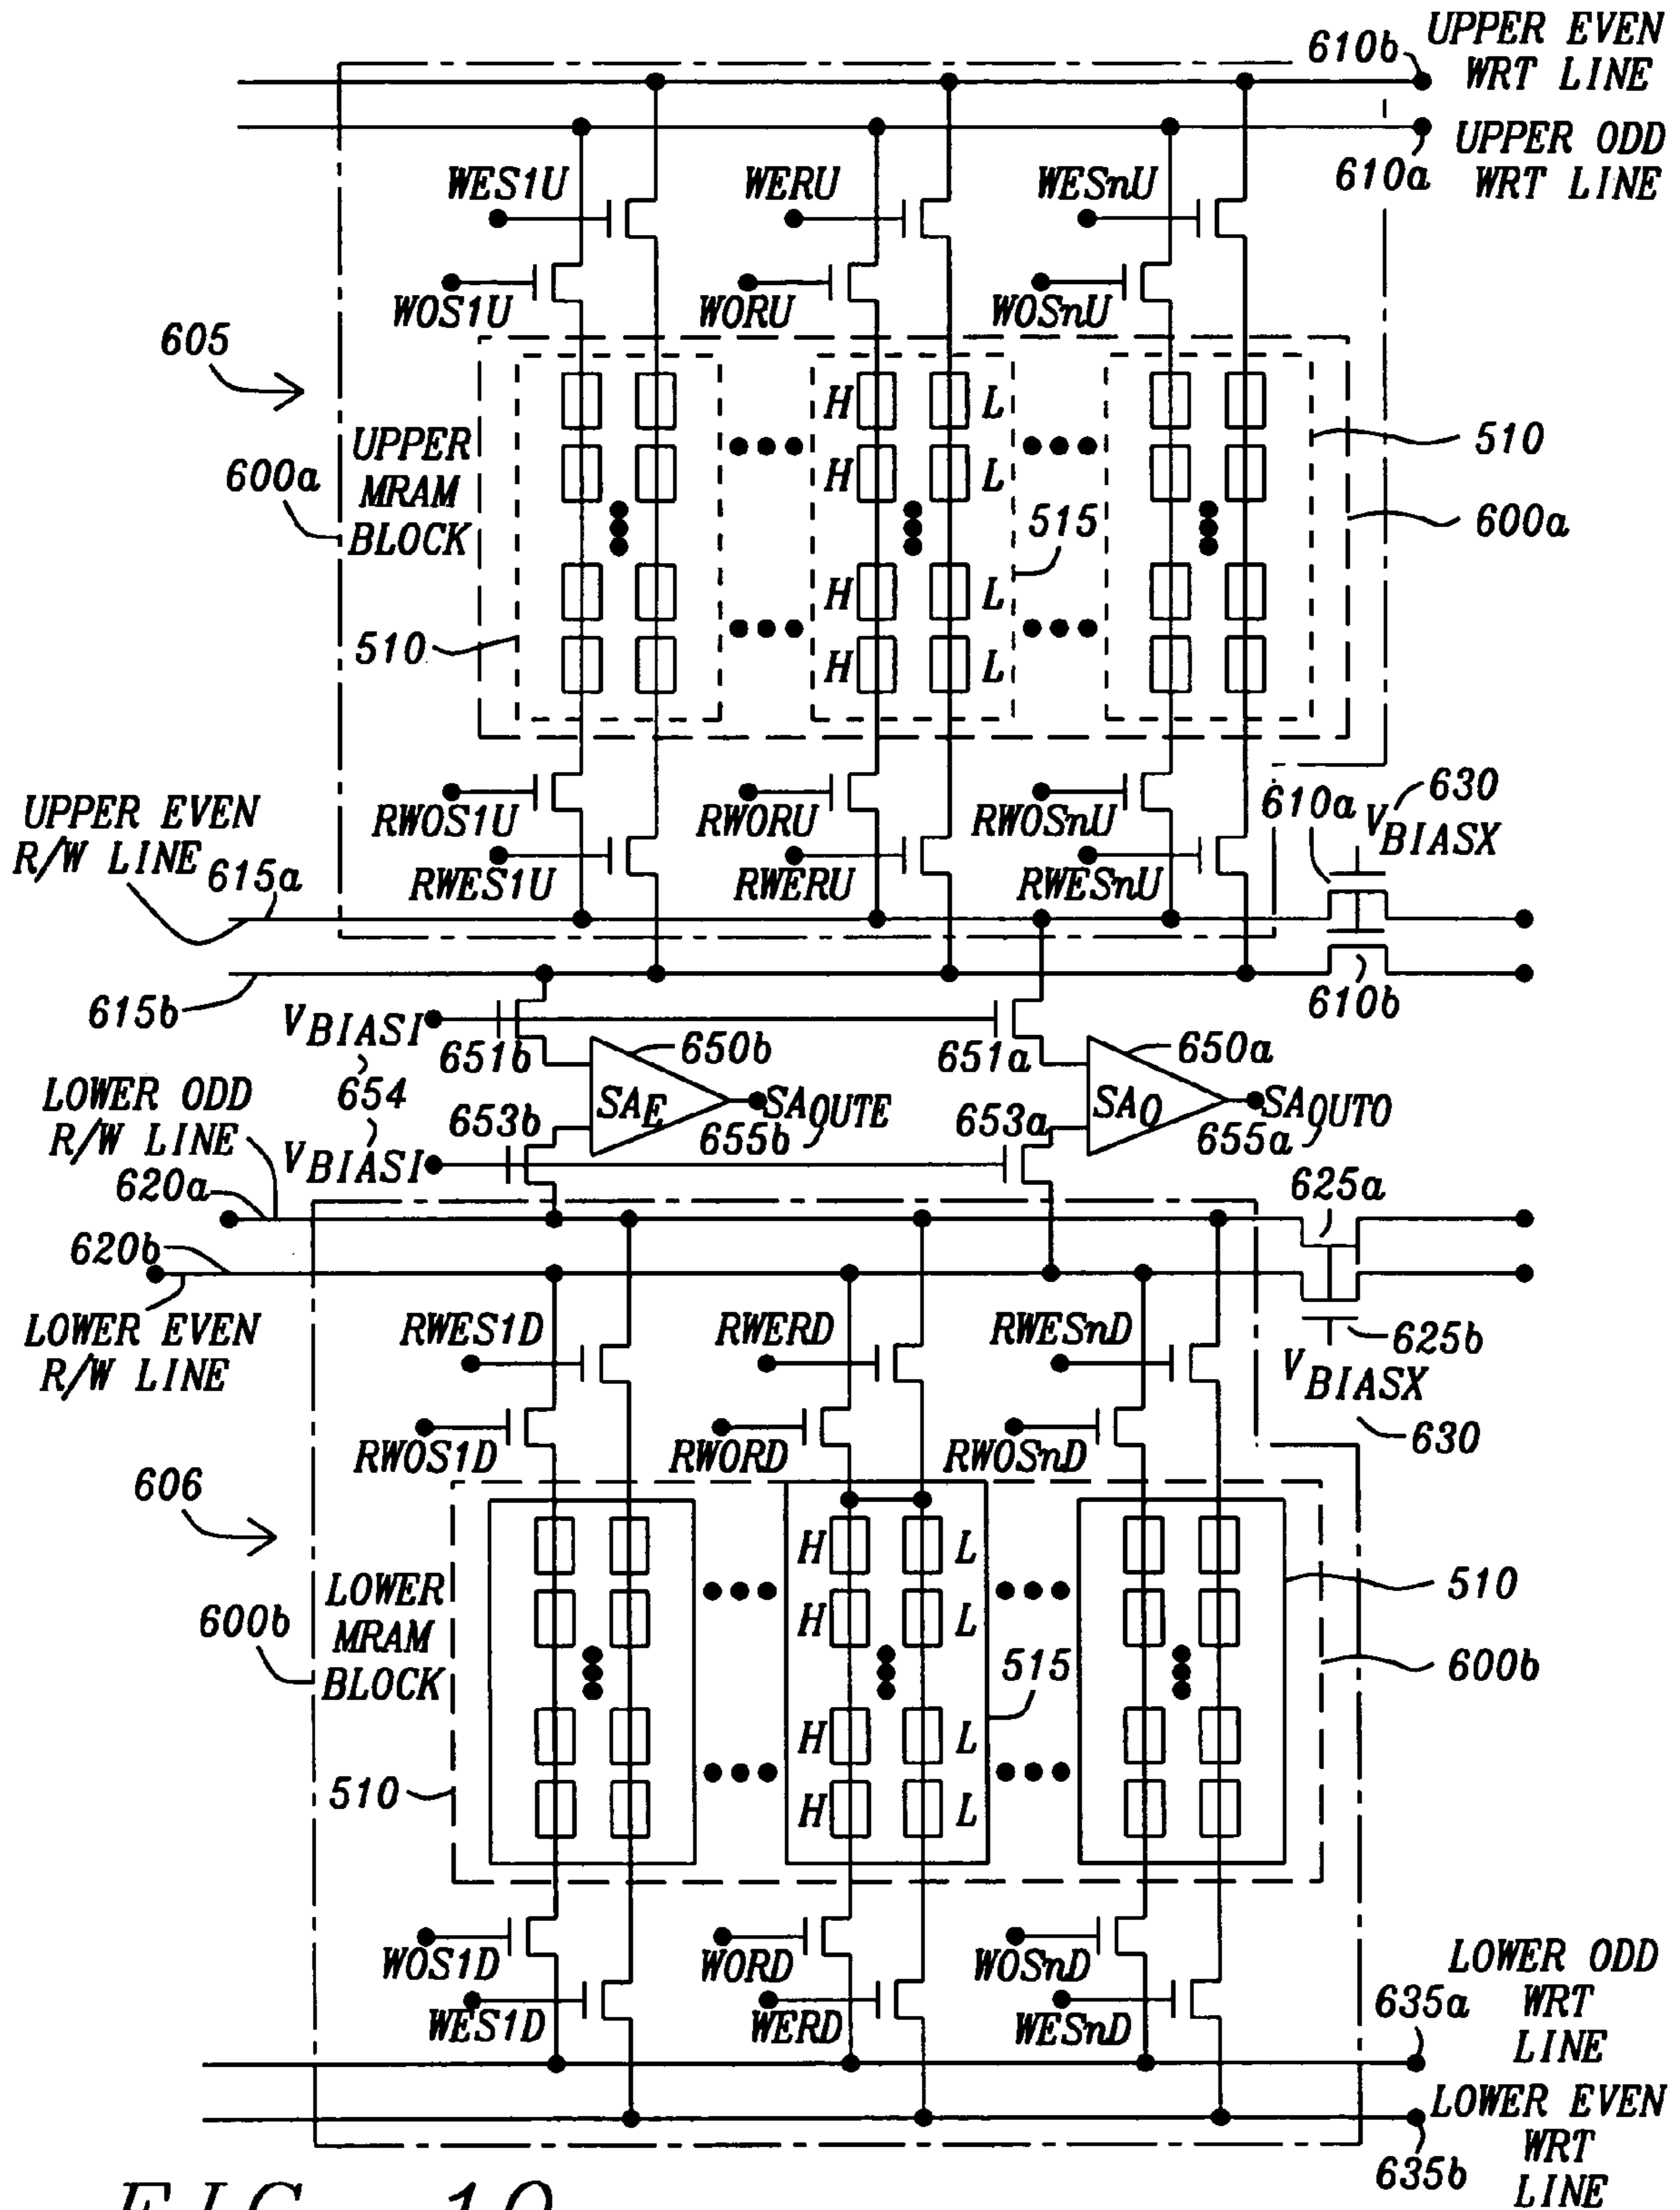 610b
UPPER EVEN
WRT LINE
UPPER ODD
WRT LINE
610a
WES1U
WERU
WESnU
WOS1U
WORU
WOSnU
605
UPPER
MRAM
BLOCK
600a
H
L
H
L
510
515
600a
H
L
510
H
L
RWOS1U
RWORU
RWOSnU
610a
630
VBIASX
UPPER EVEN
R/W LINE
615a
RWES1U
RWERU
RWESnU
615b
610b
VBIASI
651b
650b
651a
650a
654
SAE
SAOUTE
SAO
SAOUTO
LOWER ODD
R/W LINE
653b
655b
653a
655a
VBIASI
620a
625a
620b
LOWER EVEN
R/W LINE
RWES1D
RWERD
RWESnD
625b
VBIASX
630
RWOS1D
RWORD
RWOSnD
606
LOWER
MRAM
BLOCK
600b
H
L
H
L
510
515
600b
H
L
510
H
L
WOS1D
WORD
WOSnD
WES1D
WERD
WESnD
LOWER ODD
WRT
LINE
635a
LOWER EVEN
WRT
LINE
635b
FIG. 10